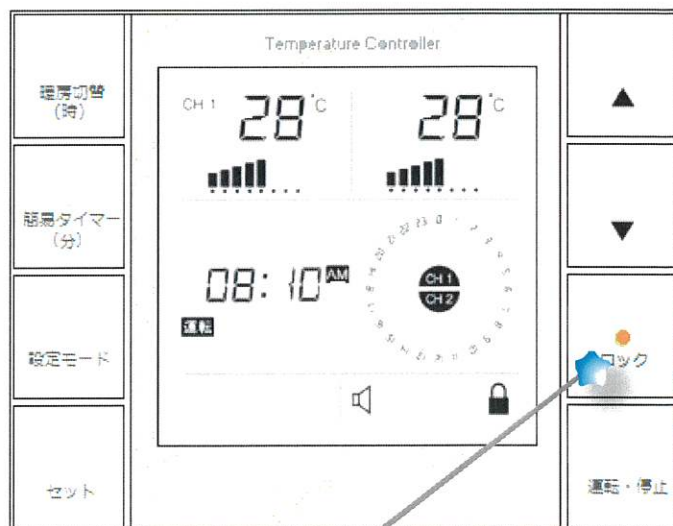 Temperature Controller
暖房切替
(時)
簡易タイマー
(分)
設定モード
セット
CH 1 28°C
28°C
08:10 AM
運転
CH 1
CH 2
▲
▼
ロック
運転・停止